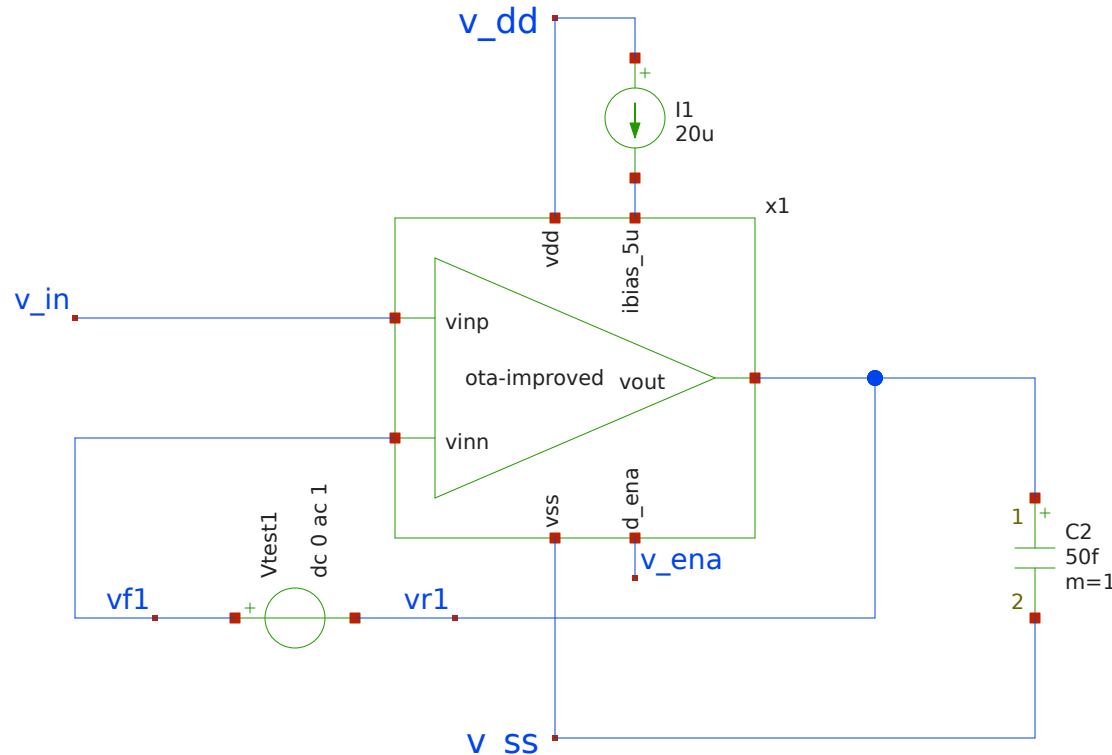 v_dd
+
I1
20u
x1
vdd
ibias_5u
v_in
vinp
ota-improved
vout
vinn
vss
d_ena
v_ena
Vtest1
dc 0 ac 1
vf1
+
vr1
1
+
C2
50f
m=1
2
v_ss